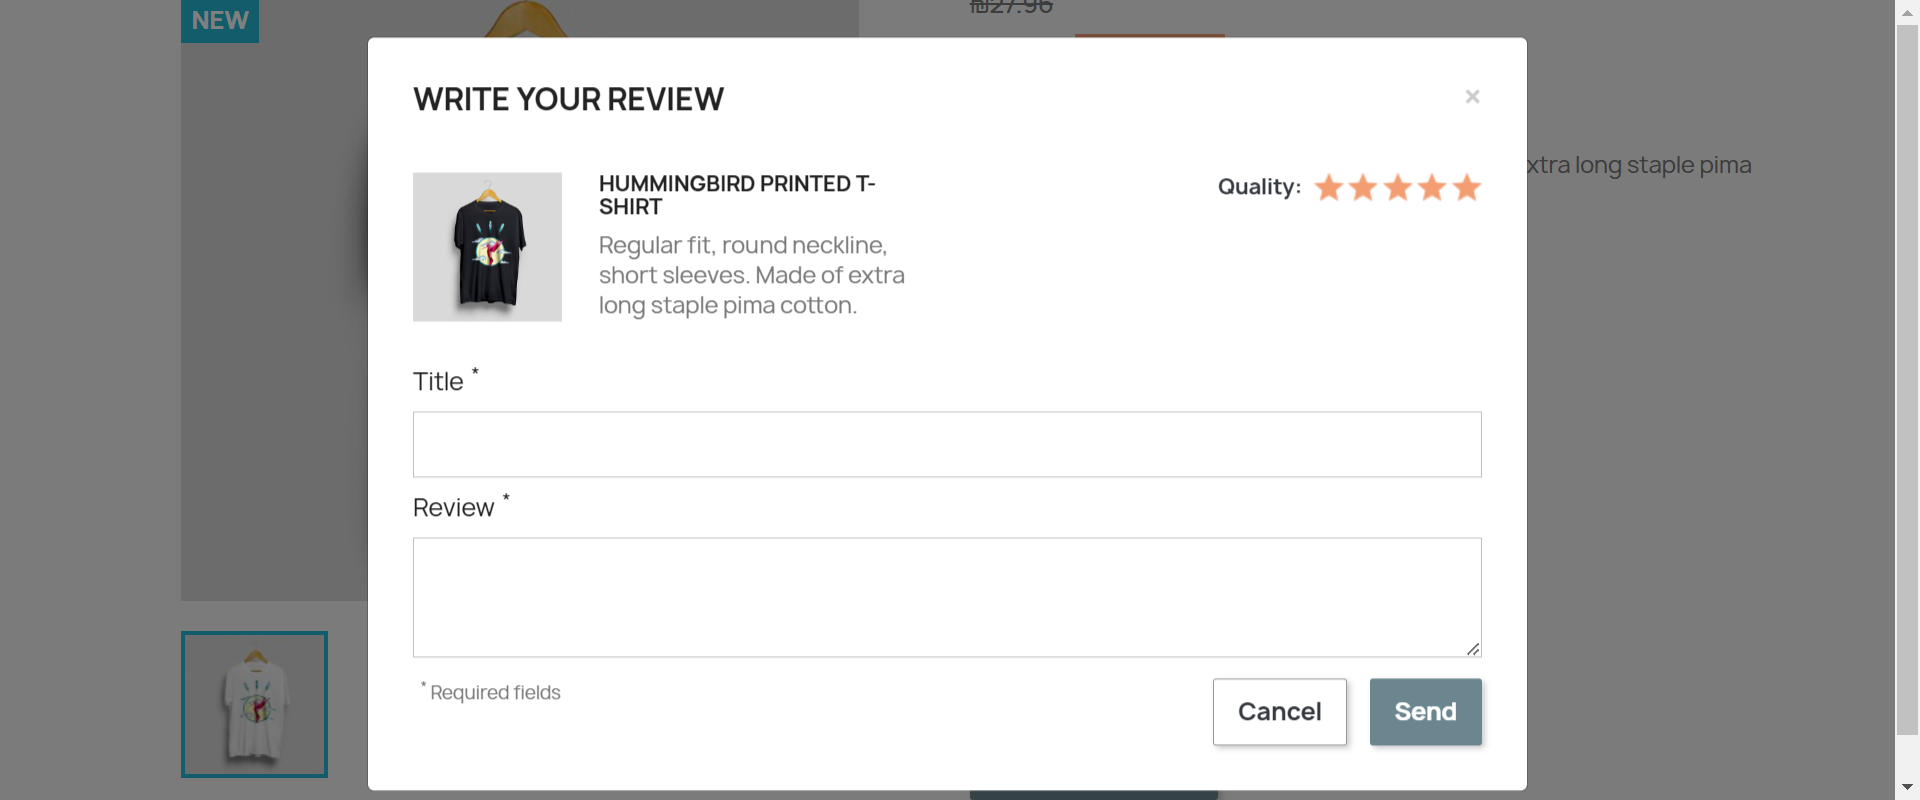 NEW
₪27.96
WRITE YOUR REVIEW
×
HUMMINGBIRD PRINTED T-
SHIRT
Quality:
xtra long staple pima
Regular fit, round neckline,
short sleeves. Made of extra
long staple pima cotton.
Title *
Review *
* Required fields
Cancel
Send